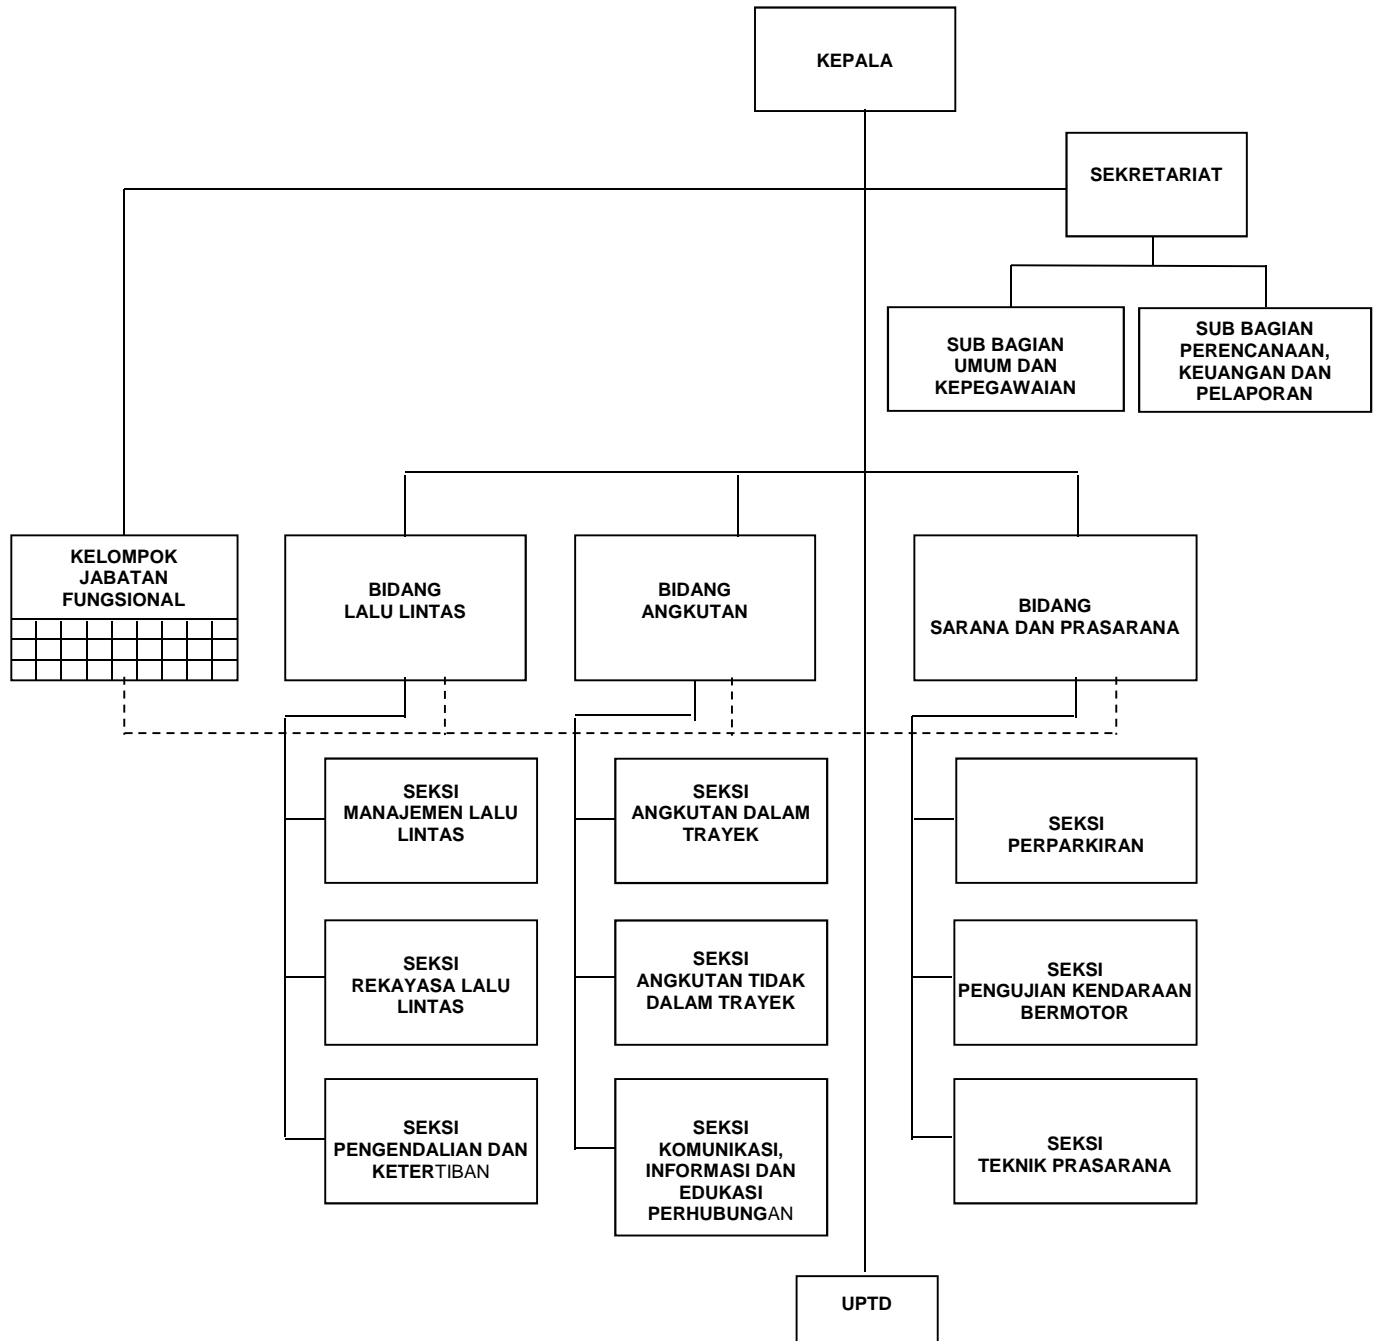 KEPALA
SEKRETARIAT
SUB BAGIAN
UMUM DAN
KEPEGAWAIAN
SUB BAGIAN
PERENCANAAN,
KEUANGAN DAN
PELAPORAN
KELOMPOK
JABATAN
FUNGSIONAL
BIDANG
LALU LINTAS
BIDANG
ANGKUTAN
BIDANG
SARANA DAN PRASARANA
SEKSI
MANAJEMEN LALU
LINTAS
SEKSI
ANGKUTAN DALAM
TRAYEK
SEKSI
PERPARKIRAN
SEKSI
REKAYASA LALU
LINTAS
SEKSI
ANGKUTAN TIDAK
DALAM TRAYEK
SEKSI
PENGUJIAN KENDARAAN
BERMOTOR
SEKSI
PENGENDALIAN DAN
KETERTIBAN
SEKSI
KOMUNIKASI,
INFORMASI DAN
EDUKASI
PERHUBUNGAN
SEKSI
TEKNIK PRASARANA
UPTD